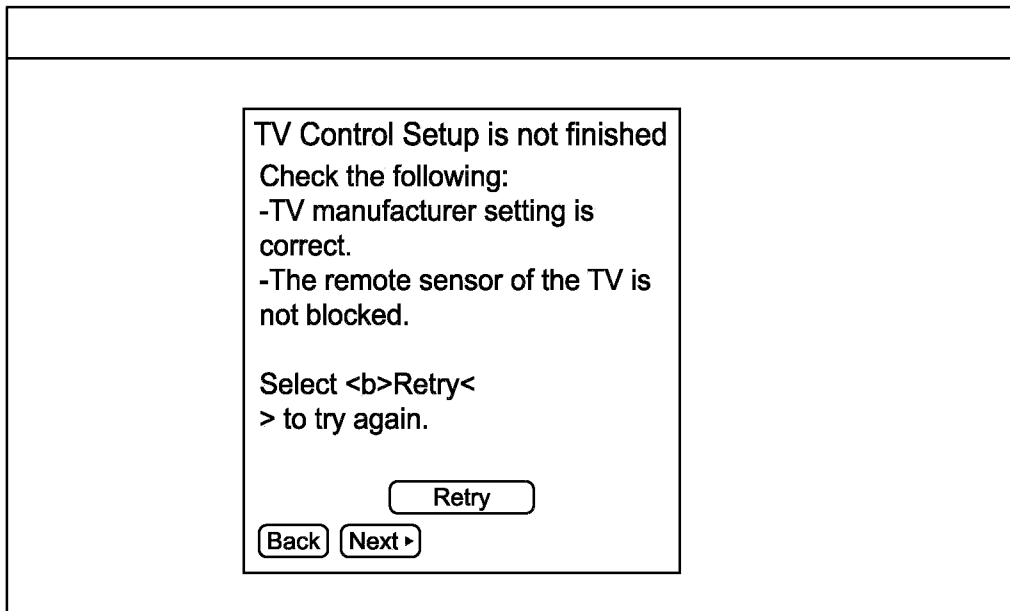 TV Control Setup is not finished
Check the following:
-TV manufacturer setting is
correct.
-The remote sensor of the TV is
not blocked.
Select <b>Retry<
> to try again.
Retry
Back Next ▸